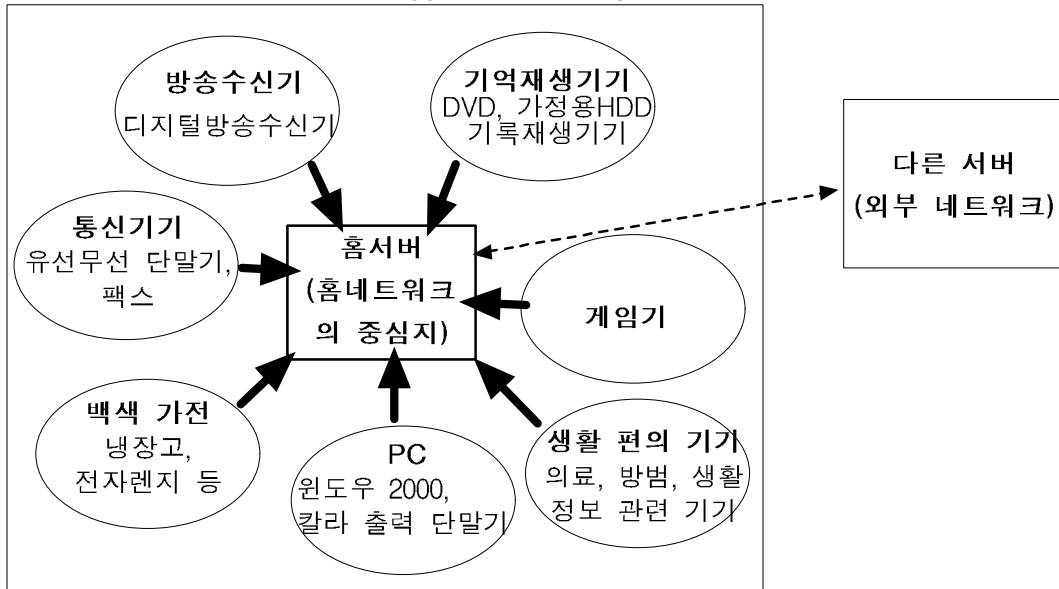 방송수신기
디지털방송수신기
기억재생기기
DVD, 가정용HDD
기록재생기기
다른 서버
(외부 네트워크)
통신기기
유선무선 단말기,
팩스
홈서버
(홈네트워크
의 중심지)
게임기
백색 가전
냉장고,
전자렌지 등
PC
윈도우 2000,
칼라 출력 단말기
생활 편의 기기
의료, 방범, 생활
정보 관련 기기